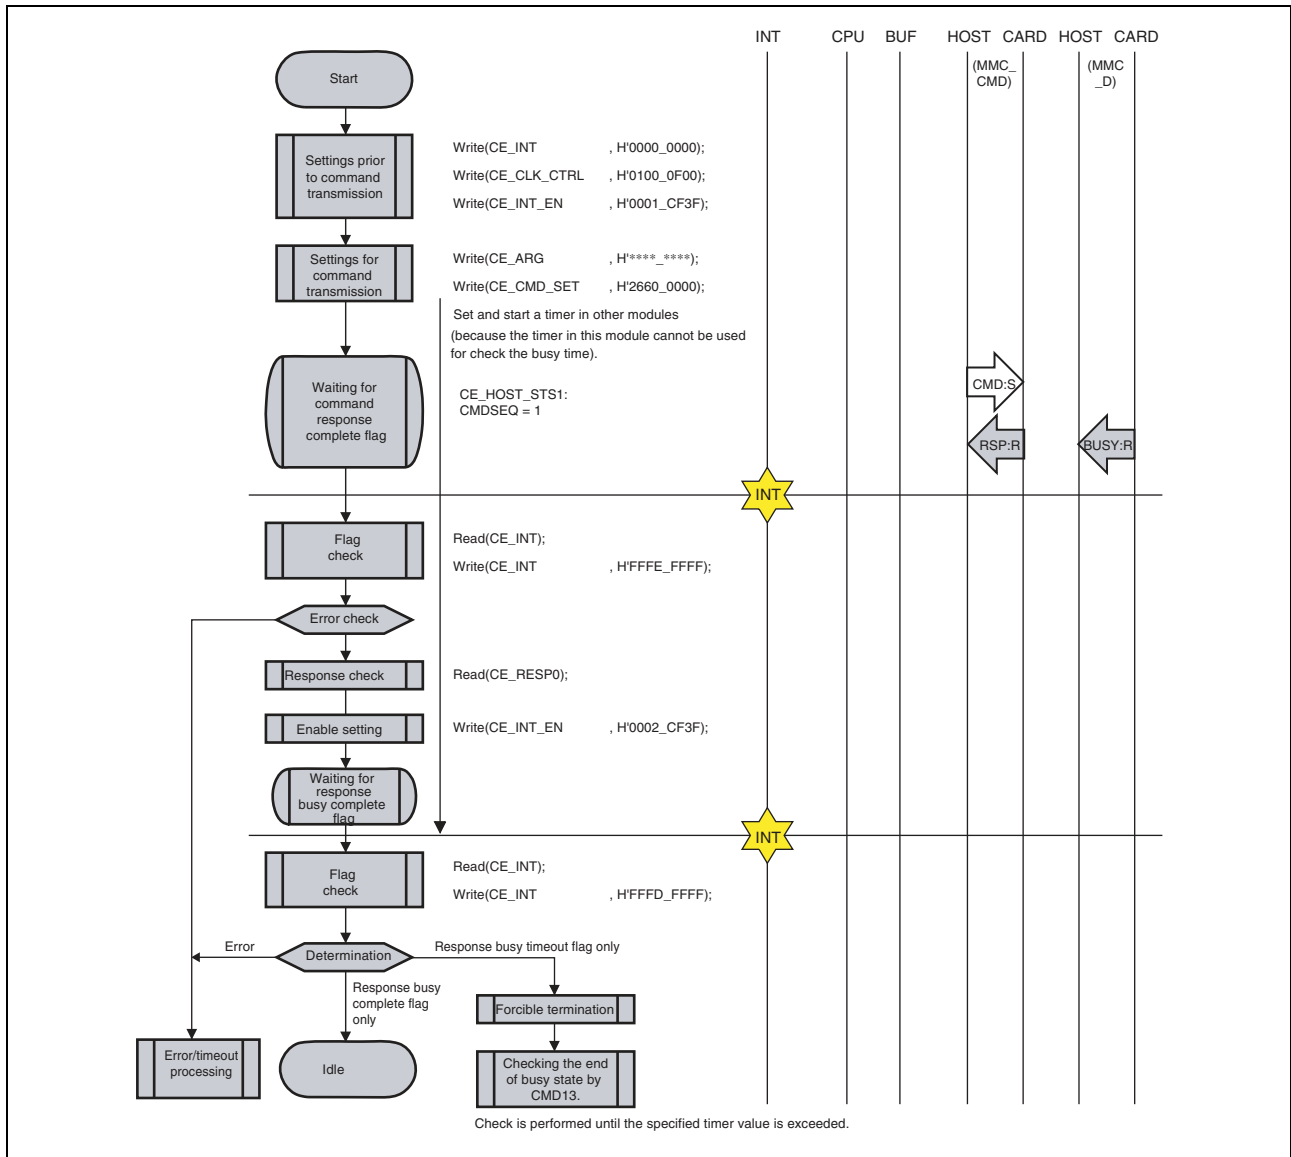 INT CPU BUF HOST CARD HOST CARD
(MMC_
CMD)
(MMC
_D)
Start
Settings prior
to command
transmission
Write(CE_INT , H'0000_0000);
Write(CE_CLK_CTRL , H'0100_0F00);
Write(CE_INT_EN , H'0001_CF3F);
Settings for
command
transmission
Write(CE_ARG , H'****_****);
Write(CE_CMD_SET , H'2660_0000);
Set and start a timer in other modules
(because the timer in this module cannot be used
for check the busy time).
Waiting for
command
response
complete flag
CE_HOST_STS1:
CMDSEQ = 1
CMD:S
RSP:R
BUSY:R
INT
Flag
check
Read(CE_INT);
Write(CE_INT , H'FFFE_FFFF);
Error check
Response check
Read(CE_RESP0);
Enable setting
Write(CE_INT_EN , H'0002_CF3F);
Waiting for
response
busy complete
flag
INT
Flag
check
Read(CE_INT);
Write(CE_INT , H'FFFD_FFFF);
Error
Determination
Response busy timeout flag only
Response busy
complete flag
only
Forcible termination
Error/timeout
processing
Idle
Checking the end
of busy state by
CMD13.
Check is performed until the specified timer value is exceeded.